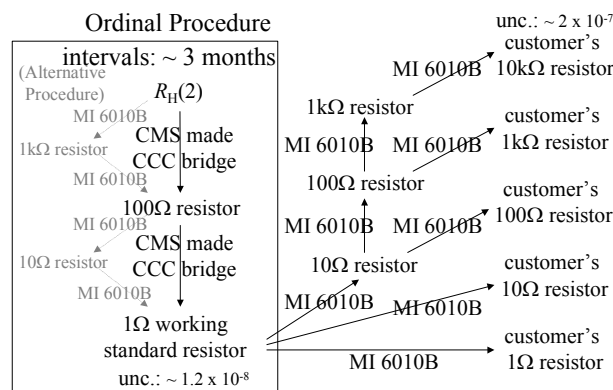 Ordinal Procedure
intervals: ~ 3 months
(Alternative
Procedure)
R_H(2)
MI 6010B
CMS made
CCC bridge
1kΩ resistor
MI 6010B
100Ω resistor
MI 6010B
CMS made
CCC bridge
10Ω resistor
MI 6010B
1Ω working
standard resistor
unc.: ~ 1.2 x 10⁻⁸
unc.: ~ 2 x 10⁻⁷
customer's
10kΩ resistor
MI 6010B
1kΩ resistor
customer's
1kΩ resistor
MI 6010B
MI 6010B
100Ω resistor
customer's
100Ω resistor
MI 6010B
MI 6010B
10Ω resistor
customer's
10Ω resistor
MI 6010B
MI 6010B
customer's
1Ω resistor
MI 6010B